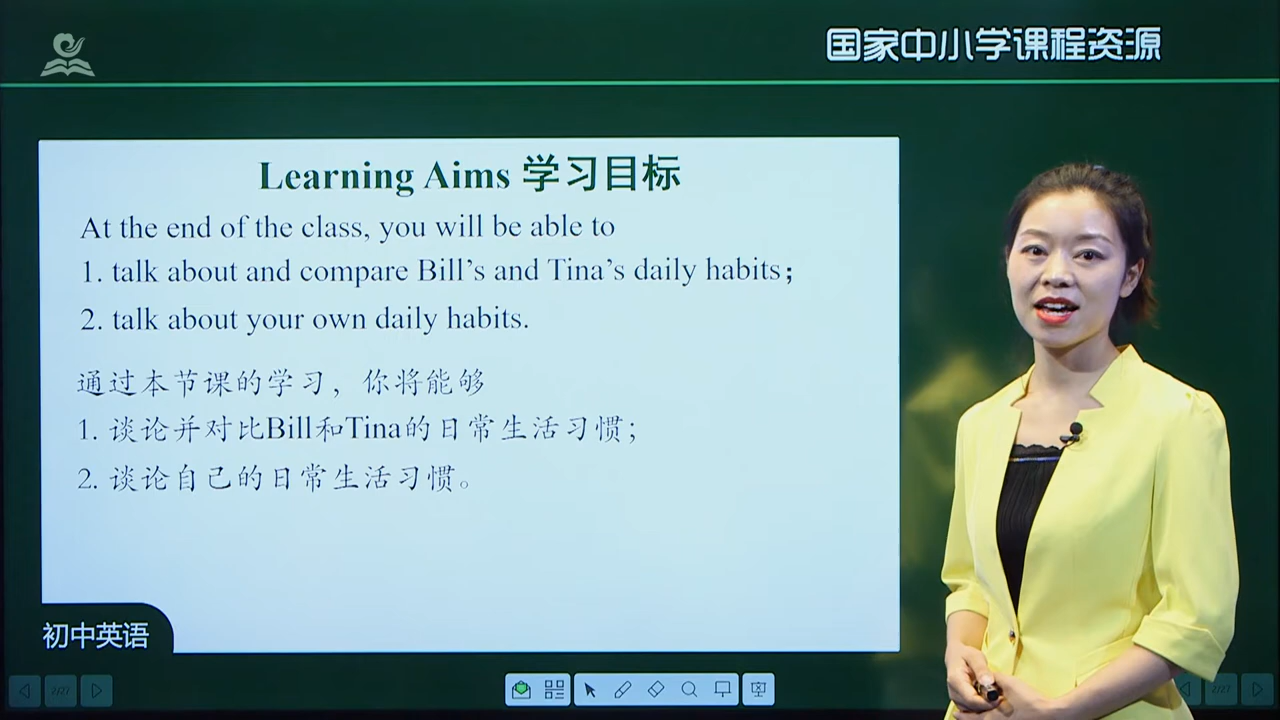 国家中小学课程资源
Learning Aims 学习目标
At the end of the class, you will be able to
1. talk about and compare Bill's and Tina's daily habits；
2. talk about your own daily habits.
通过本节课的学习，你将能够
1. 谈论并对比Bill和Tina的日常生活习惯；
2. 谈论自己的日常生活习惯。
初中英语
2/27
2/27